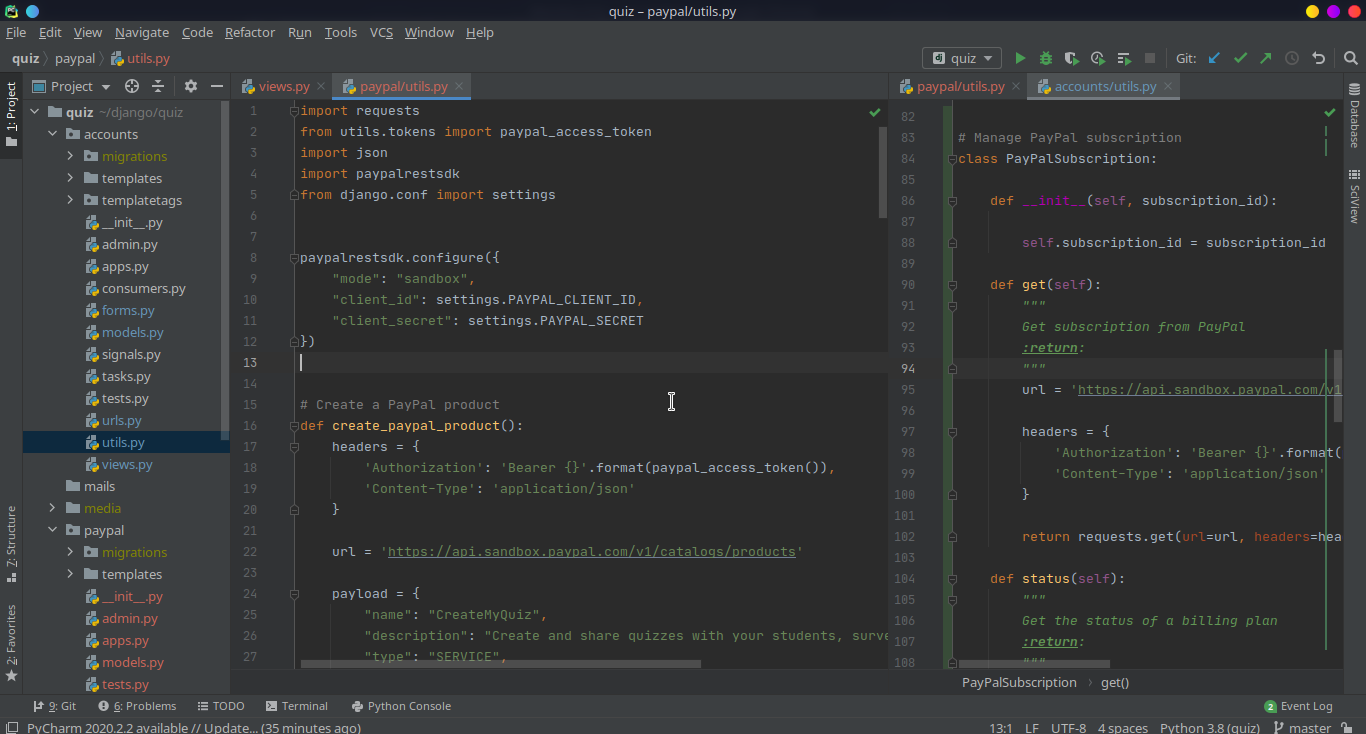 quiz – paypal/utils.py
File Edit View Navigate Code Refactor Run Tools VCS Window Help
quiz paypal utils.py
quiz
Git:
1: Project
7: Structure
2: Favorites
Project
quiz ~/django/quiz
accounts
migrations
templates
templatetags
__init__.py
admin.py
apps.py
consumers.py
forms.py
models.py
signals.py
tasks.py
tests.py
urls.py
utils.py
views.py
mails
media
paypal
migrations
templates
__init__.py
admin.py
apps.py
models.py
tests.py
views.py paypal/utils.py
1 import requests
2 from utils.tokens import paypal_access_token
3 import json
4 import paypalrestsdk
5 from django.conf import settings
6
7
8 paypalrestsdk.configure({
9 "mode": "sandbox",
10 "client_id": settings.PAYPAL_CLIENT_ID,
11 "client_secret": settings.PAYPAL_SECRET
12 })
13
14
15 # Create a PayPal product
16 def create_paypal_product():
17 headers = {
18 'Authorization': 'Bearer {}'.format(paypal_access_token()),
19 'Content-Type': 'application/json'
20 }
21
22 url = 'https://api.sandbox.paypal.com/v1/catalogs/products'
23
24 payload = {
25 "name": "CreateMyQuiz",
26 "description": "Create and share quizzes with your students, surve
27 "type": "SERVICE",
paypal/utils.py accounts/utils.py
82
83 # Manage PayPal subscription
84 class PayPalSubscription:
85
86 def __init__(self, subscription_id):
87
88 self.subscription_id = subscription_id
89
90 def get(self):
91 """
92 Get subscription from PayPal
93 :return:
94 """
95 url = 'https://api.sandbox.paypal.com/v1
96
97 headers = {
98 'Authorization': 'Bearer {}'.format(
99 'Content-Type': 'application/json'
100 }
101
102 return requests.get(url=url, headers=hea
103
104 def status(self):
105 """
106 Get the status of a billing plan
107 :return:
108 """
PayPalSubscription get()
Database
SciView
9: Git 6: Problems TODO Terminal Python Console
2 Event Log
PyCharm 2020.2.2 available // Update... (35 minutes ago)
13:1 LF UTF-8 4 spaces Python 3.8 (quiz) master